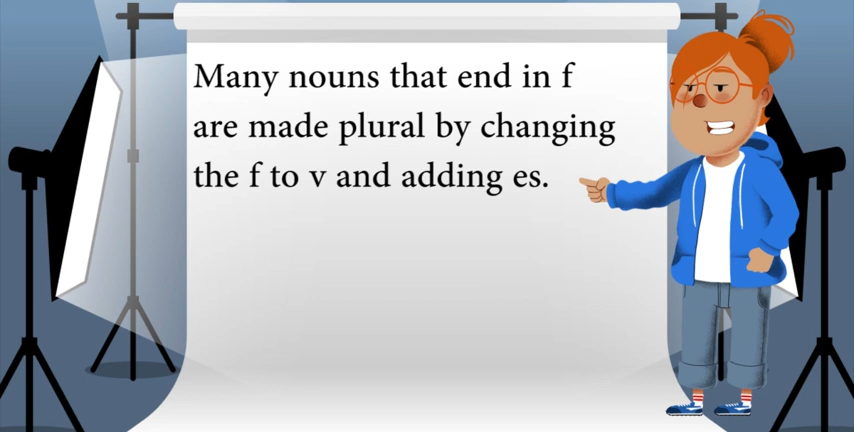 Many nouns that end in f
are made plural by changing
the f to v and adding es.